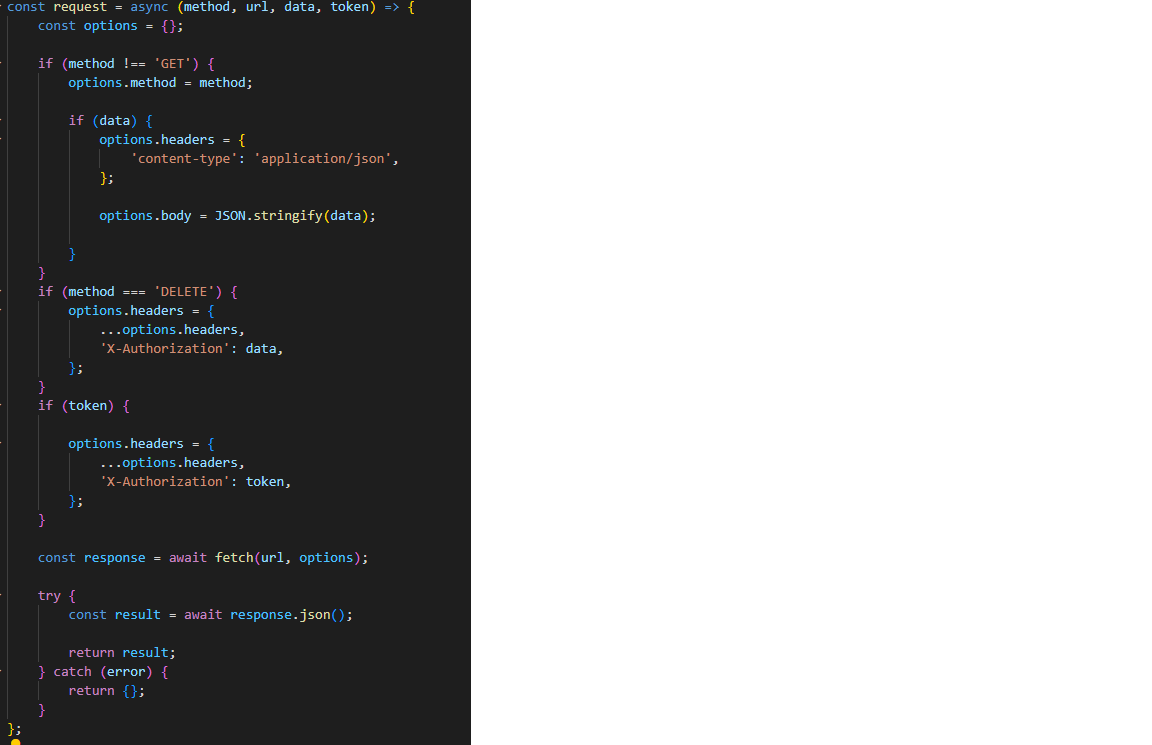 const request = async (method, url, data, token) => {
    const options = {};
    if (method !== 'GET') {
        options.method = method;
        if (data) {
            options.headers = {
                'content-type': 'application/json',
            };
            options.body = JSON.stringify(data);
        }
    }
    if (method === 'DELETE') {
        options.headers = {
            ...options.headers,
            'X-Authorization': data,
        };
    }
    if (token) {
        options.headers = {
            ...options.headers,
            'X-Authorization': token,
        };
    }
    const response = await fetch(url, options);
    try {
        const result = await response.json();
        return result;
    } catch (error) {
        return {};
    }
};